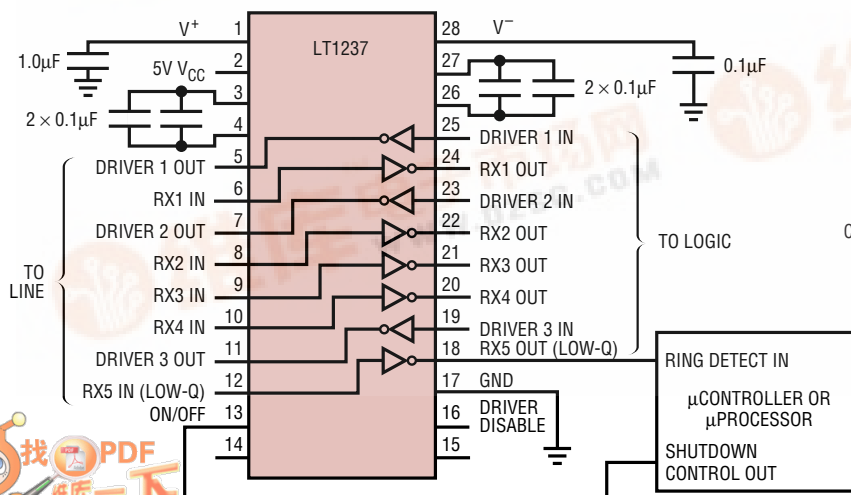 V+ 1
LT1237
28 V−
1.0µF
5V VCC 2
27
0.1µF
3
2 × 0.1µF
26
2 × 0.1µF
4
25 DRIVER 1 IN
DRIVER 1 OUT 5
24 RX1 OUT
RX1 IN 6
23 DRIVER 2 IN
DRIVER 2 OUT 7
22 RX2 OUT
TO LOGIC
RX2 IN 8
21 RX3 OUT
TO
LINE
RX3 IN 9
20 RX4 OUT
RX4 IN 10
19 DRIVER 3 IN
DRIVER 3 OUT 11
18 RX5 OUT (LOW-Q)
RING DETECT IN
RX5 IN (LOW-Q) 12
17 GND
µCONTROLLER OR
µPROCESSOR
ON/OFF 13
16 DRIVER
DISABLE
14
15
SHUTDOWN
CONTROL OUT
找 PDF